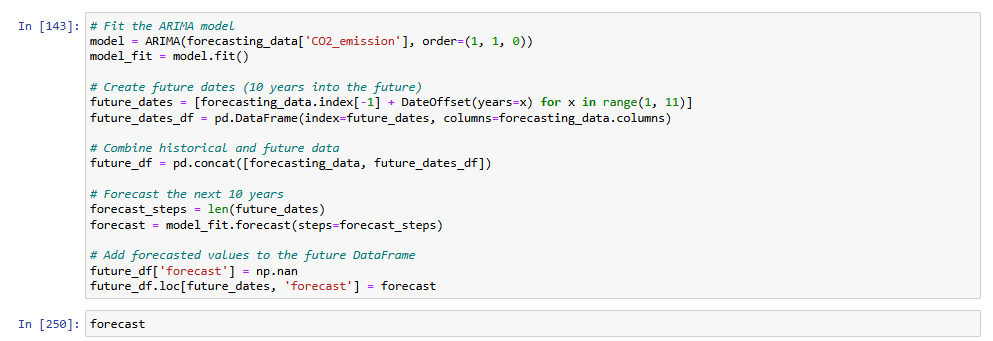 In [143]:
# Fit the ARIMA model
model = ARIMA(forecasting_data['CO2_emission'], order=(1, 1, 0))
model_fit = model.fit()
# Create future dates (10 years into the future)
future_dates = [forecasting_data.index[-1] + DateOffset(years=x) for x in range(1, 11)]
future_dates_df = pd.DataFrame(index=future_dates, columns=forecasting_data.columns)
# Combine historical and future data
future_df = pd.concat([forecasting_data, future_dates_df])
# Forecast the next 10 years
forecast_steps = len(future_dates)
forecast = model_fit.forecast(steps=forecast_steps)
# Add forecasted values to the future DataFrame
future_df['forecast'] = np.nan
future_df.loc[future_dates, 'forecast'] = forecast
In [250]:
forecast